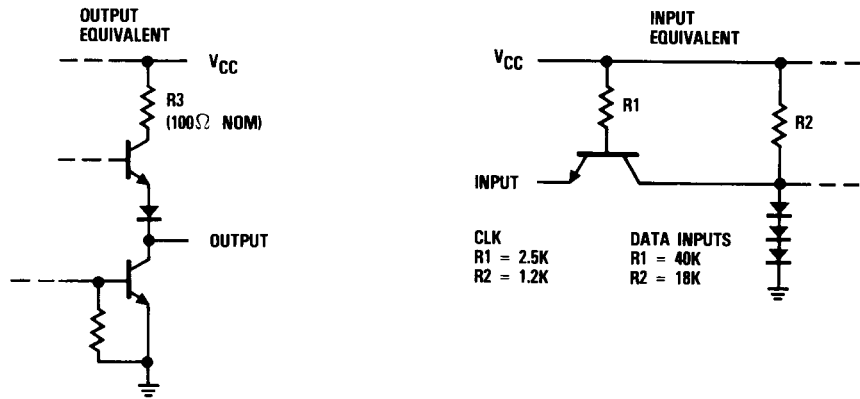 OUTPUT
EQUIVALENT
VCC
R3
(100Ω NOM)
OUTPUT
INPUT
EQUIVALENT
VCC
R1
R2
INPUT
CLK
R1 = 2.5K
R2 = 1.2K
DATA INPUTS
R1 = 40K
R2 = 18K